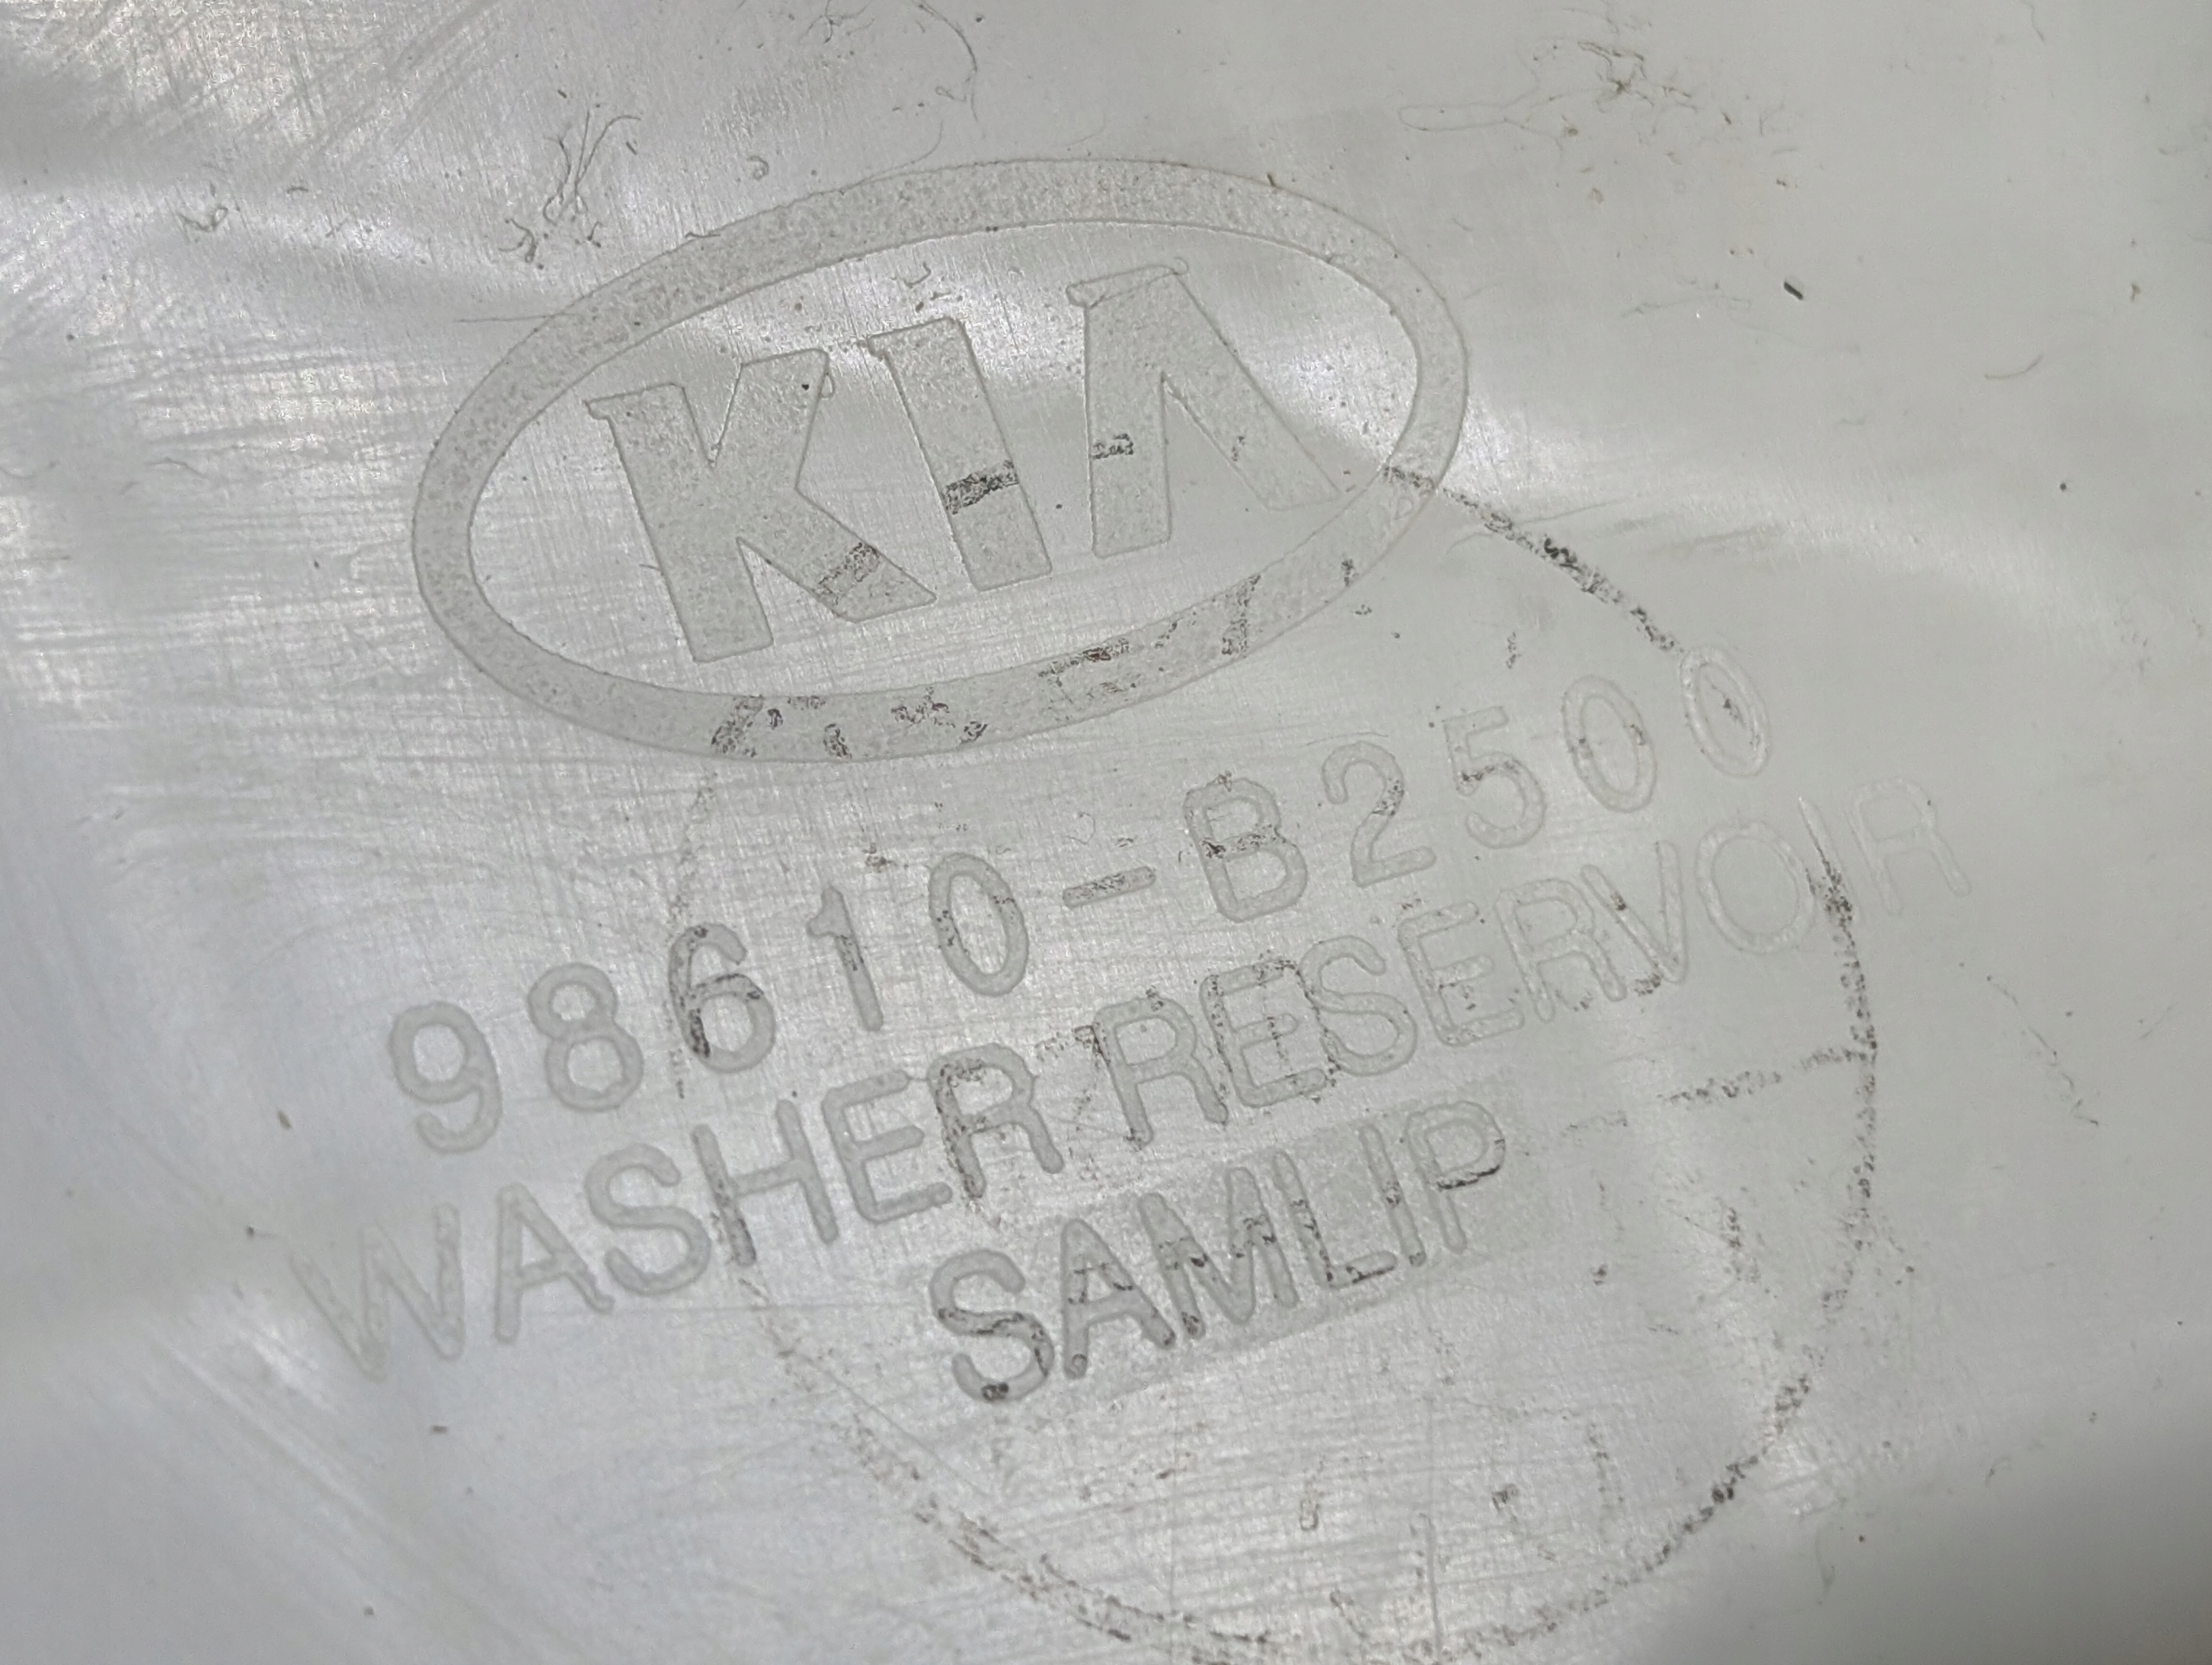 KIA
98610-B2500
WASHER RESERVOIR
SAMLIP